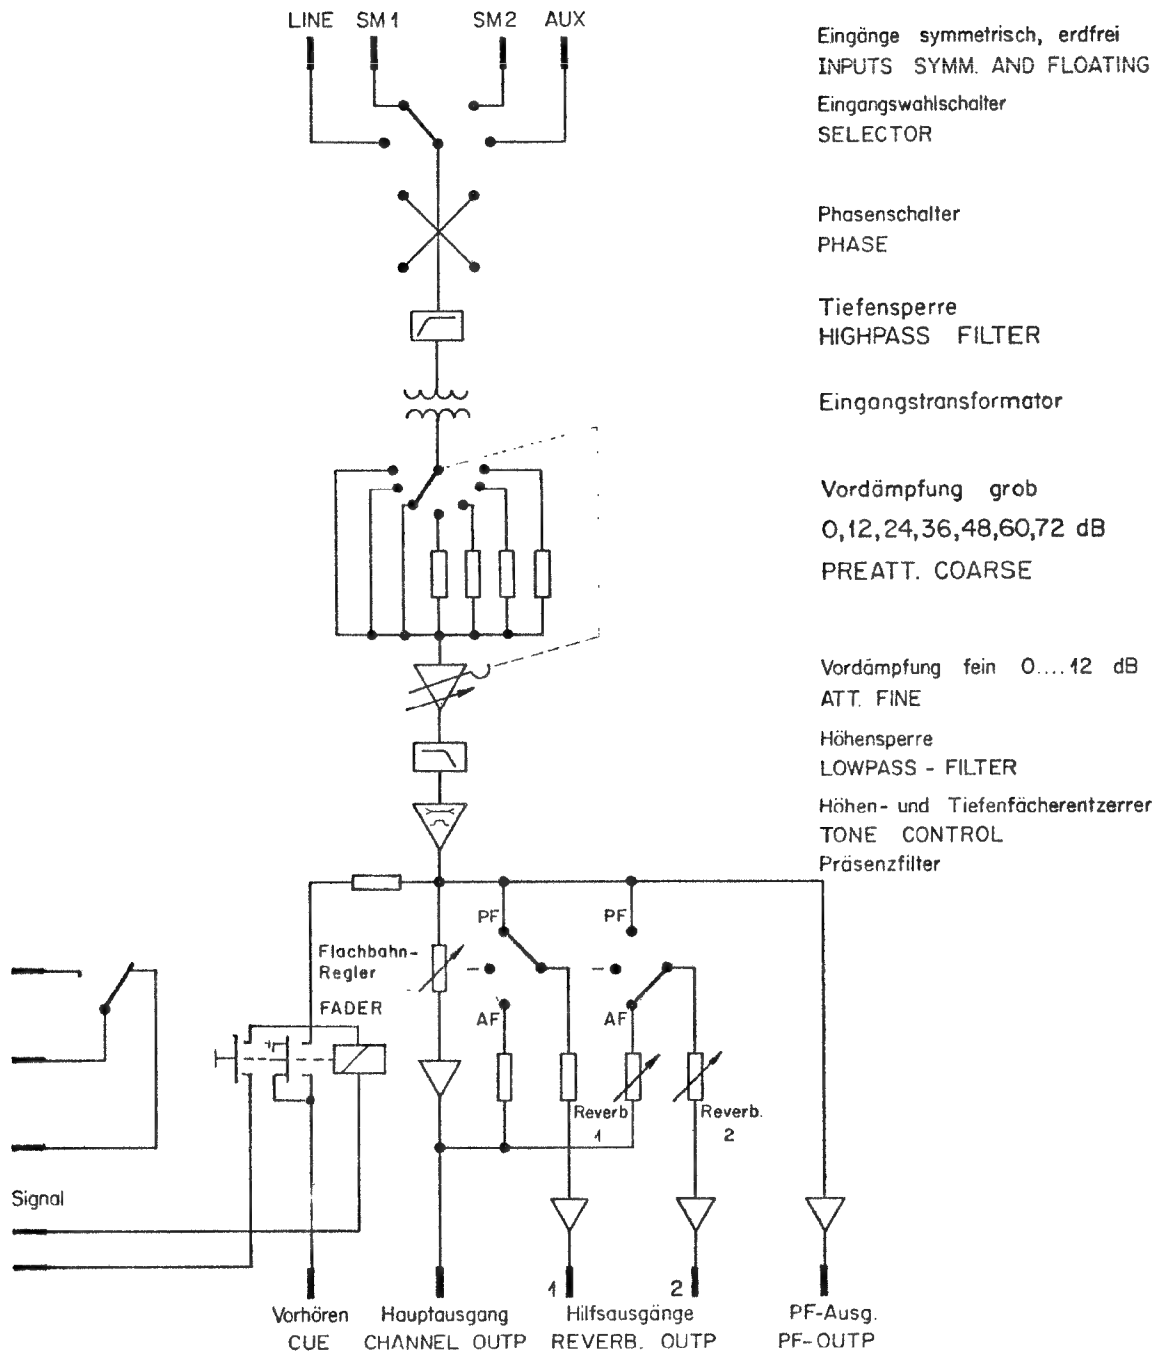 LINE SM1 SM2 AUX
Eingänge symmetrisch, erdfrei
INPUTS SYMM. AND FLOATING
Eingangswahlschalter
SELECTOR
Phasenschalter
PHASE
Tiefensperre
HIGHPASS FILTER
Eingangstransformator
Vordämpfung grob
0,12,24,36,48,60,72 dB
PREATT. COARSE
Vordämpfung fein 0....12 dB
ATT. FINE
Höhensperre
LOWPASS - FILTER
Höhen- und Tiefenfächerentzerrer
TONE CONTROL
Präsenzfilter
PF PF
Flachbahn-
Regler
FADER
AF AF
Reverb
1
Reverb.
2
Signal
1 2
Vorhören
CUE
Hauptausgang
CHANNEL OUTP
Hilfsausgänge
REVERB. OUTP
PF-Ausg.
PF-OUTP